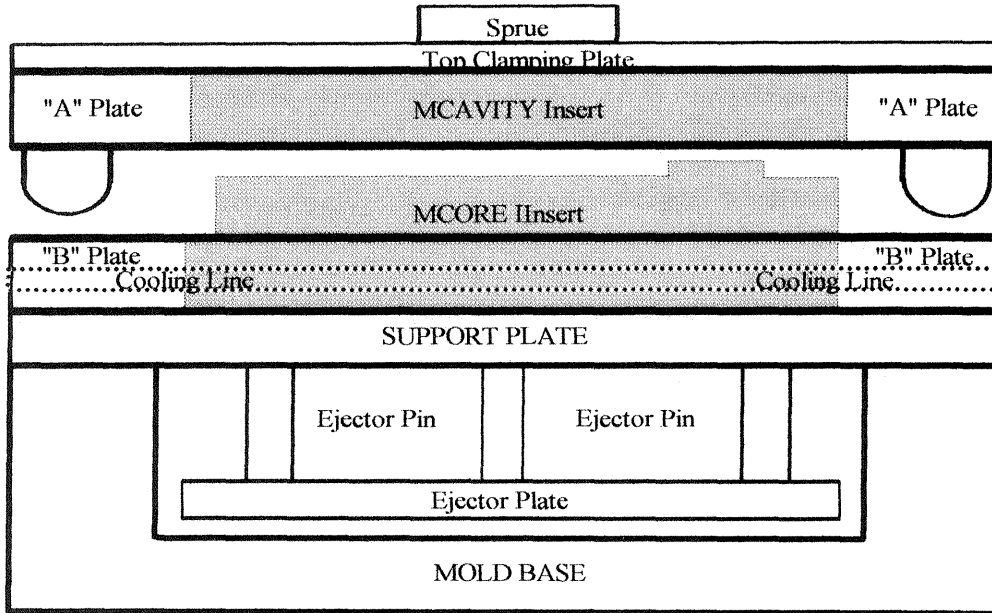 Sprue
Top Clamping Plate
"A" Plate
MCAVITY Insert
"A" Plate
MCORE IInsert
"B" Plate
"B" Plate
Cooling Line
Cooling Line
SUPPORT PLATE
Ejector Pin
Ejector Pin
Ejector Plate
MOLD BASE